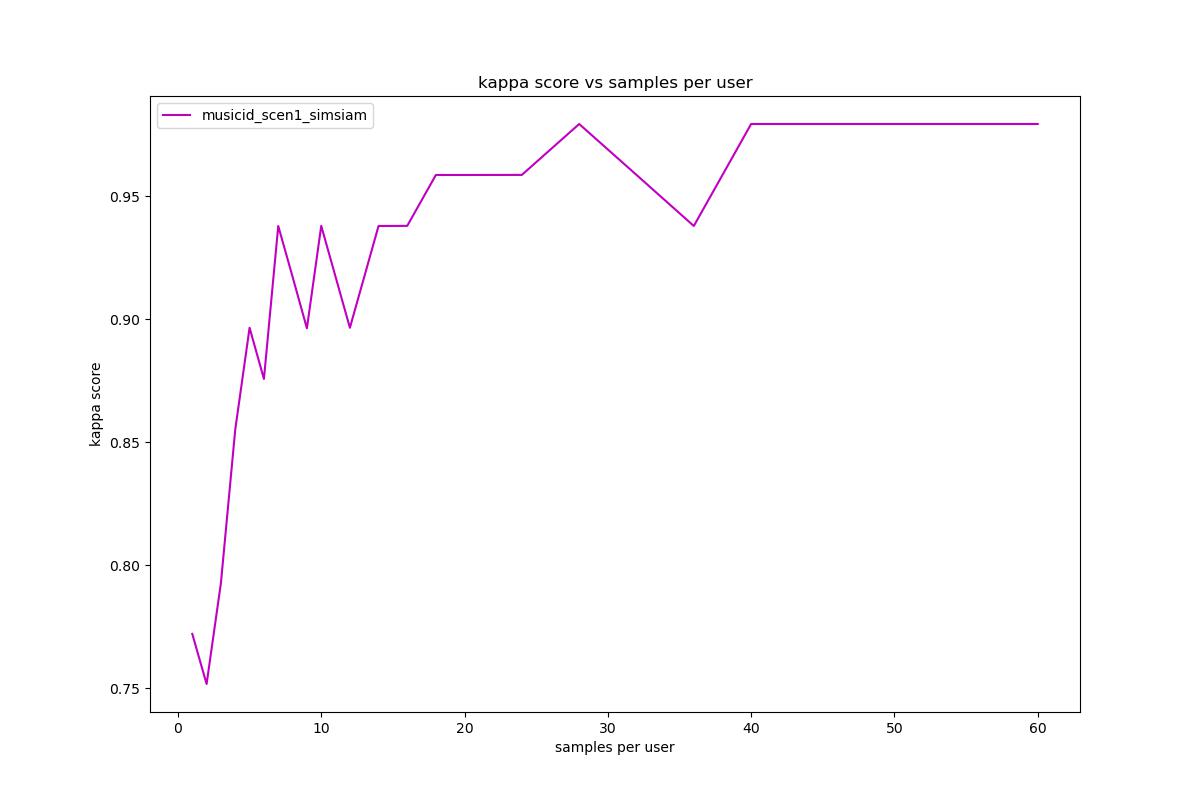 kappa score vs samples per user
musicid_scen1_simsiam
kappa score
0.95
0.90
0.85
0.80
0.75
0 10 20 30 40 50 60
samples per user